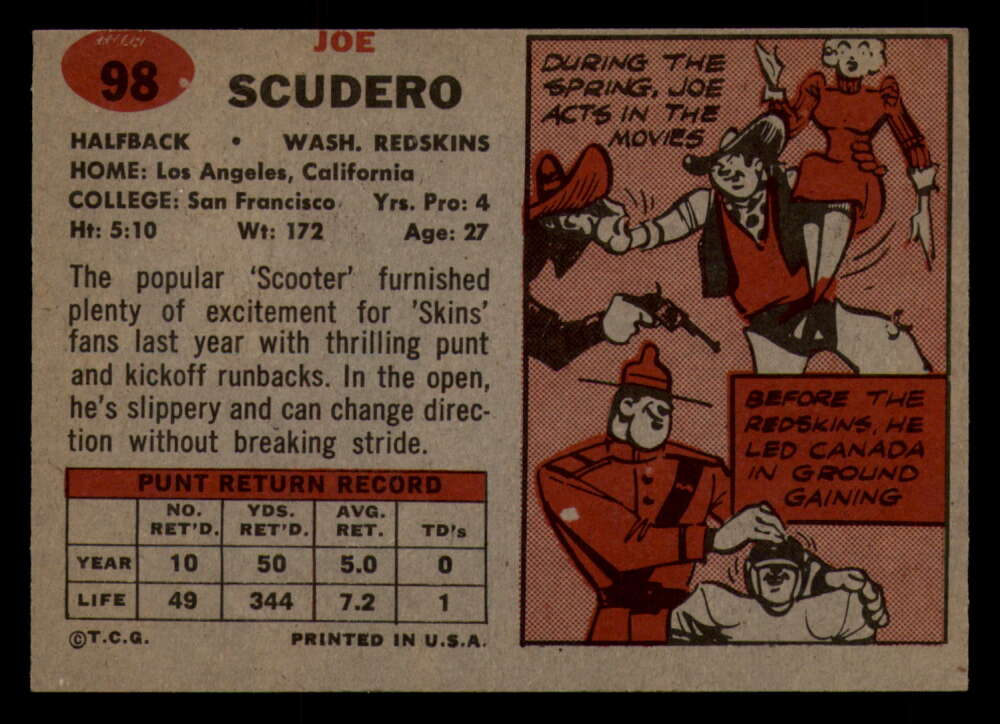 98
JOE
SCUDERO
HALFBACK • WASH. REDSKINS
HOME: Los Angeles, California
COLLEGE: San Francisco Yrs. Pro: 4
Ht: 5:10 Wt: 172 Age: 27
The popular 'Scooter' furnished
plenty of excitement for 'Skins'
fans last year with thrilling punt
and kickoff runbacks. In the open,
he's slippery and can change direc-
tion without breaking stride.
PUNT RETURN RECORD
NO. RET'D. YDS. RET'D. AVG. RET. TD's
YEAR 10 50 5.0 0
LIFE 49 344 7.2 1
©T.C.G. PRINTED IN U.S.A.
DURING THE
SPRING, JOE
ACTS IN THE
MOVIES
BEFORE THE
REDSKINS, HE
LED CANADA
IN GROUND
GAINING